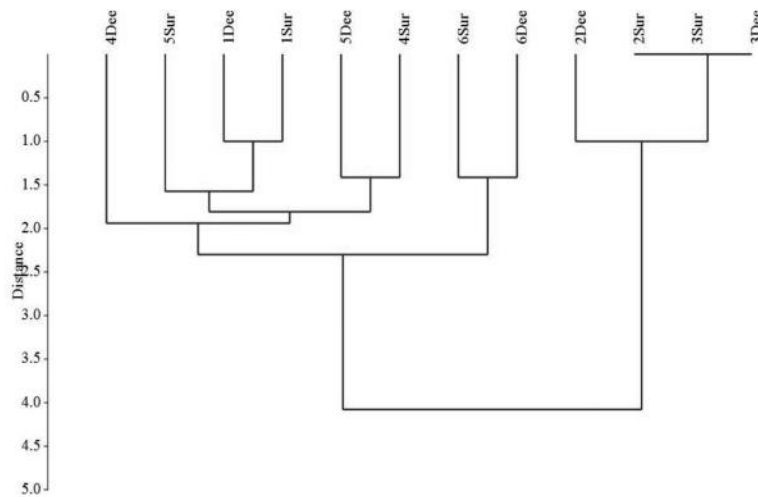 4Dee
5Sur
1Dee
1Sur
5Dee
4Sur
6Sur
6Dee
2Dee
2Sur
3Sur
3Dee
0.5
1.0
1.5
2.0
2.5
3.0
3.5
4.0
4.5
5.0
Distance